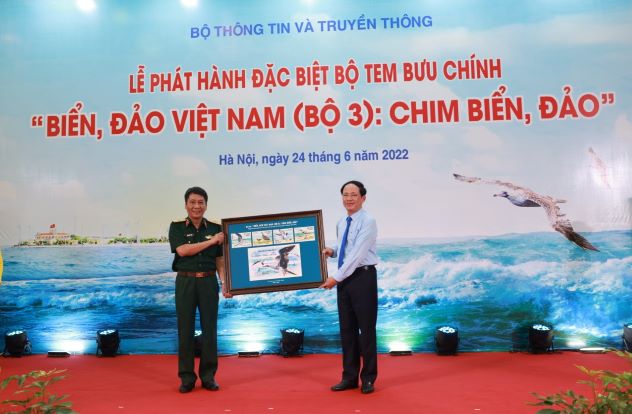 BỘ THÔNG TIN VÀ TRUYỀN THÔNG
LỄ PHÁT HÀNH ĐẶC BIỆT BỘ TEM BƯU CHÍNH
“BIỂN, ĐẢO VIỆT NAM (BỘ 3): CHIM BIỂN, ĐẢO”
Hà Nội, ngày 24 tháng 6 năm 2022